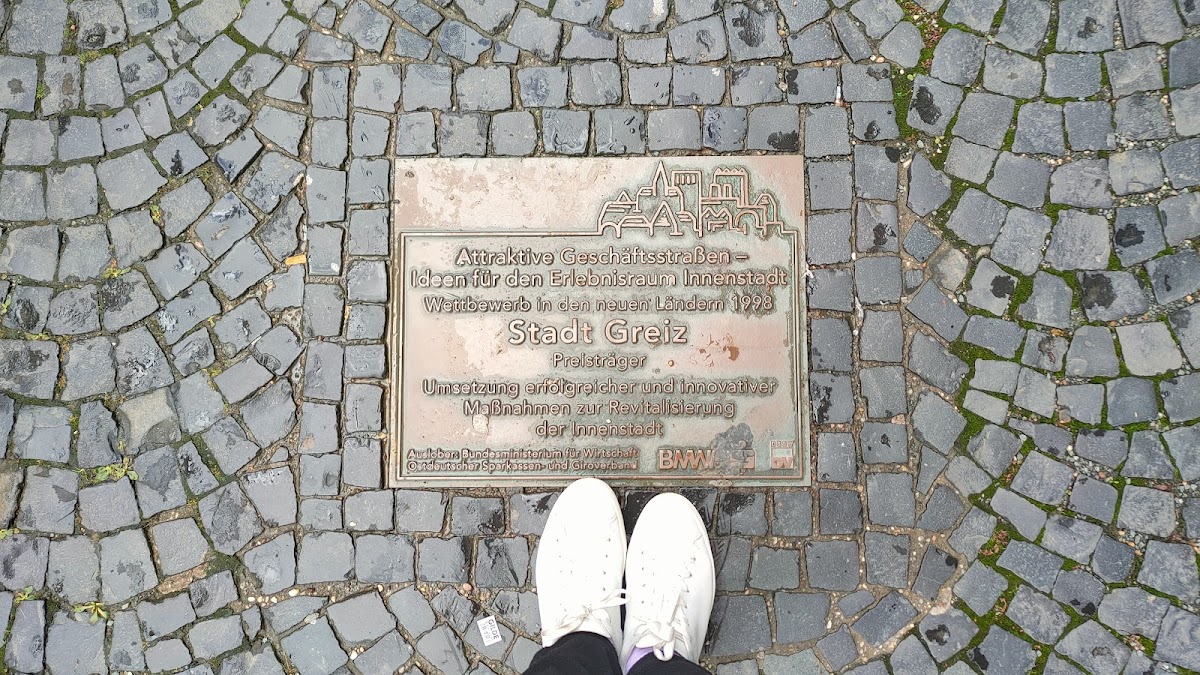 Attraktive Geschäftsstraßen –
Ideen für den Erlebnisraum Innenstadt
Wettbewerb in den neuen Ländern 1998
Stadt Greiz
Preisträger
Umsetzung erfolgreicher und innovativer
Maßnahmen zur Revitalisierung
der Innenstadt
Auslober: Bundesministerium für Wirtschaft
Ostdeutscher Sparkassen- und Giroverband
BMWi